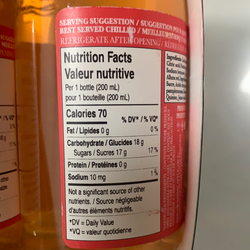 SERVING SUGGESTION / SUGGESTION
BEST SERVED CHILLED /
REFRIGERATE AFTER OPENING /
Nutrition Facts
Valeur nutritive
Per 1 bottle (200 mL)
pour 1 bouteille (200 mL)
Calories 70
% DV* / % VQ*
Fat / Lipides 0 g
0 %
Carbohydrate / Glucides 18 g
Sugars / Sucres 17 g
17 %
Protein / Protéines 0 g
Sodium 10 mg
1 %
Not a significant source of other
nutrients. / Source négligeable
d'autres éléments nutritifs.
*DV = Daily Value
*VQ = valeur quotidienne